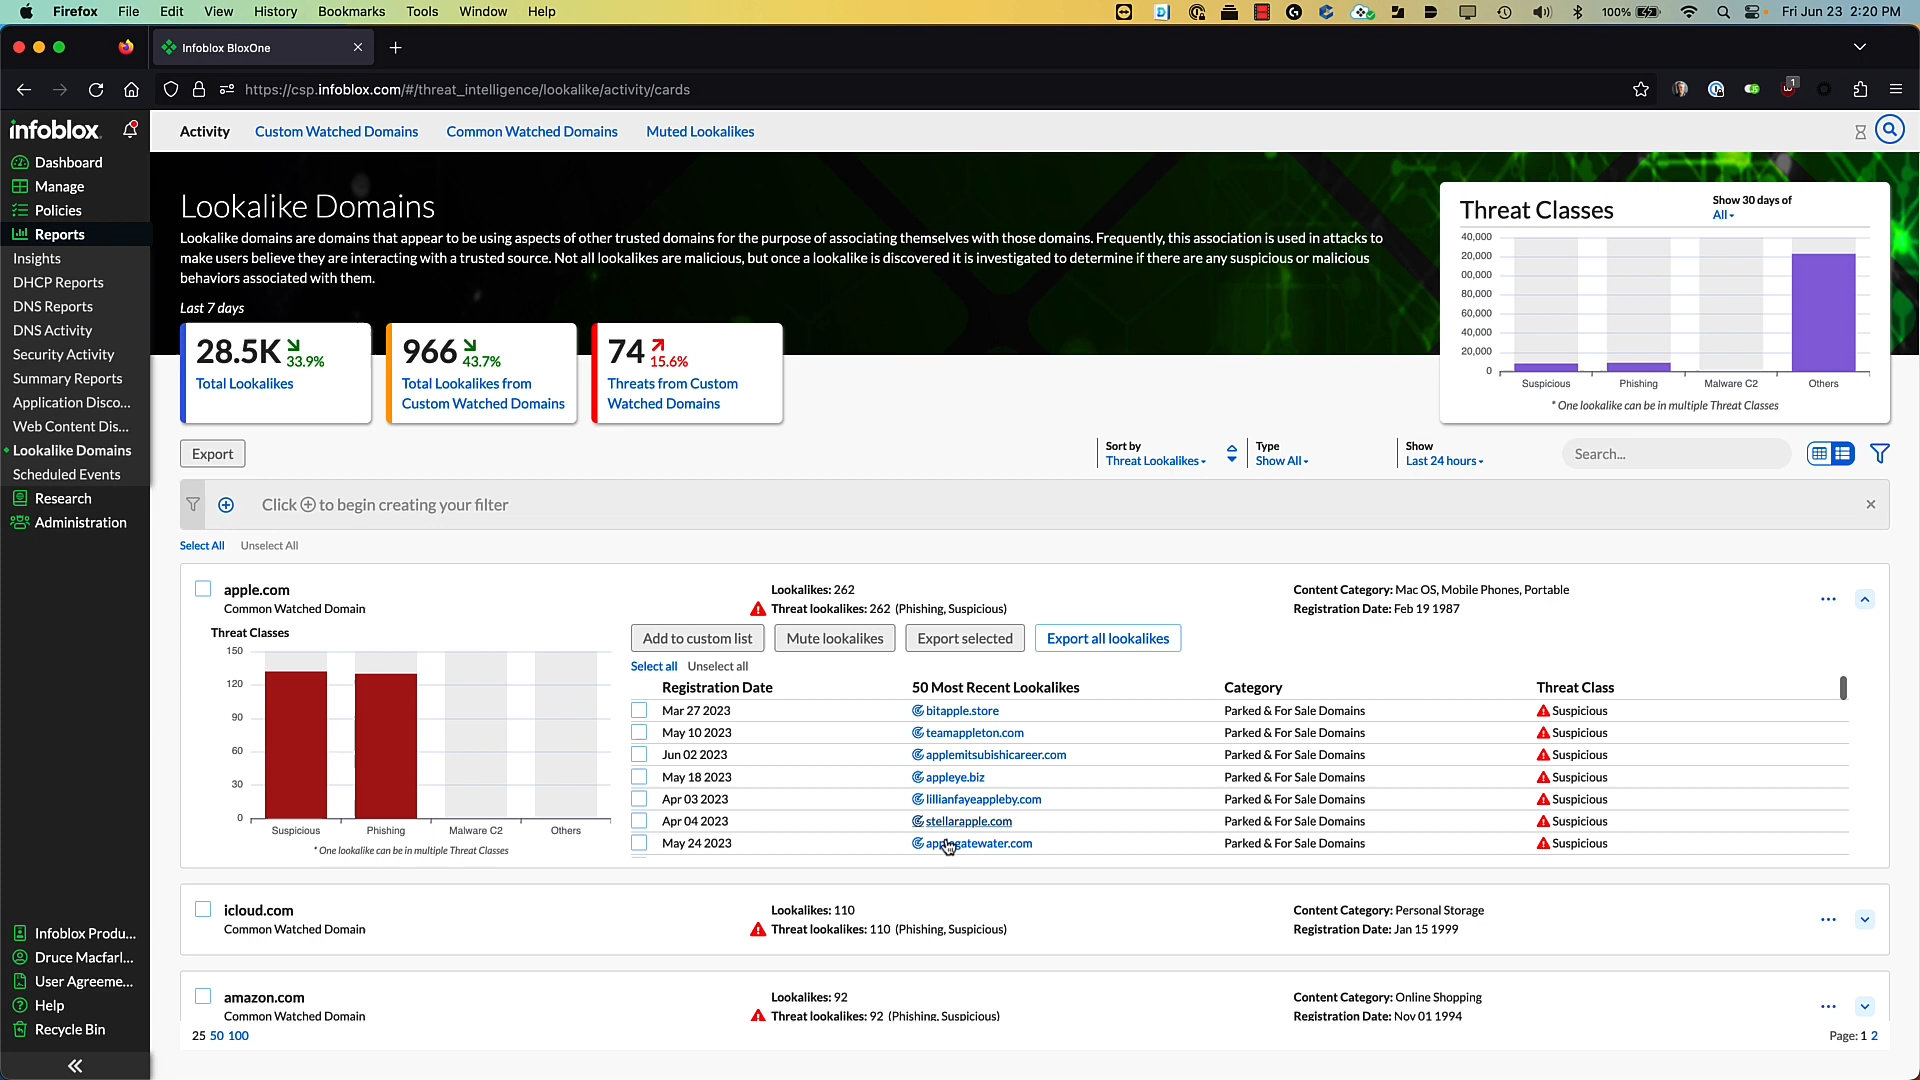 Firefox File Edit View History Bookmarks Tools Window Help 100% Fri Jun 23 2:20 PM
Infoblox BloxOne
https://csp.infoblox.com/#/threat_intelligence/lookalike/activity/cards
1
infoblox.
Dashboard
Manage
Policies
Reports
Insights
DHCP Reports
DNS Reports
DNS Activity
Security Activity
Summary Reports
Application Disco...
Web Content Dis...
Lookalike Domains
Scheduled Events
Research
Administration
Infoblox Produ...
Druce Macfarl...
User Agreeme...
Help
Recycle Bin
Activity Custom Watched Domains Common Watched Domains Muted Lookalikes
Lookalike Domains
Lookalike domains are domains that appear to be using aspects of other trusted domains for the purpose of associating themselves with those domains. Frequently, this association is used in attacks to
make users believe they are interacting with a trusted source. Not all lookalikes are malicious, but once a lookalike is discovered it is investigated to determine if there are any suspicious or malicious
behaviors associated with them.
Last 7 days
28.5K 33.9%
Total Lookalikes
966 43.7%
Total Lookalikes from
Custom Watched Domains
74 15.6%
Threats from Custom
Watched Domains
Threat Classes
Show 30 days of
All
40,000
20,000
00,000
80,000
60,000
40,000
20,000
0
Suspicious Phishing Malware C2 Others
* One lookalike can be in multiple Threat Classes
Export
Sort by
Threat Lookalikes
Type
Show All
Show
Last 24 hours
Search...
Click to begin creating your filter
Select All Unselect All
apple.com
Common Watched Domain
Lookalikes: 262
Threat lookalikes: 262 (Phishing, Suspicious)
Content Category: Mac OS, Mobile Phones, Portable
Registration Date: Feb 19 1987
Threat Classes
150
120
90
60
30
0
Suspicious Phishing Malware C2 Others
* One lookalike can be in multiple Threat Classes
Add to custom list Mute lookalikes Export selected Export all lookalikes
Select all Unselect all
Registration Date 50 Most Recent Lookalikes Category Threat Class
Mar 27 2023 bitapple.store Parked & For Sale Domains Suspicious
May 10 2023 teamappleton.com Parked & For Sale Domains Suspicious
Jun 02 2023 applemitsubishicareer.com Parked & For Sale Domains Suspicious
May 18 2023 appleye.biz Parked & For Sale Domains Suspicious
Apr 03 2023 lillianfayeappleby.com Parked & For Sale Domains Suspicious
Apr 04 2023 stellarapple.com Parked & For Sale Domains Suspicious
May 24 2023 Parked & For Sale Domains Suspicious
icloud.com
Common Watched Domain
Lookalikes: 110
Threat lookalikes: 110 (Phishing, Suspicious)
Content Category: Personal Storage
Registration Date: Jan 15 1999
amazon.com
Common Watched Domain
Lookalikes: 92
Threat lookalikes: 92 (Phishing, Suspicious)
Content Category: Online Shopping
Registration Date: Nov 01 1994
25 50 100
Page: 1 2